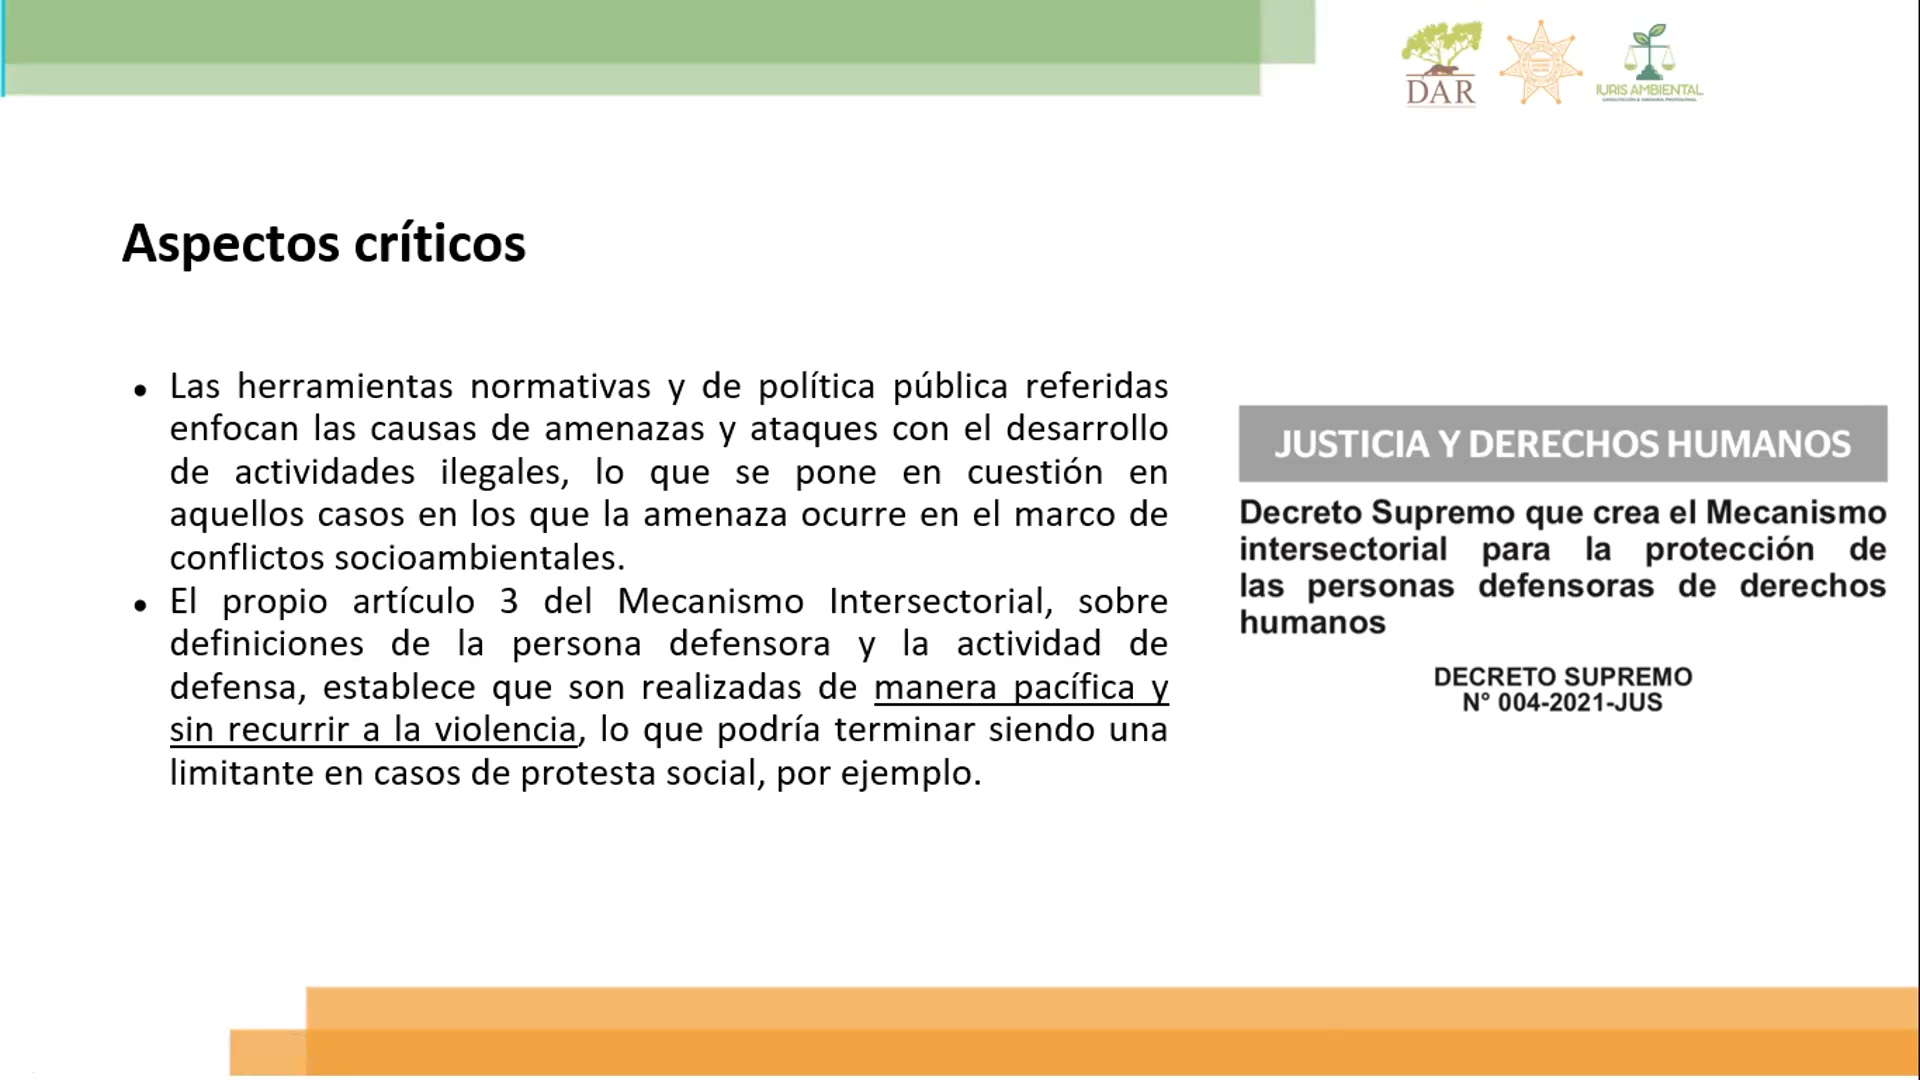 DAR
IURIS AMBIENTAL
Aspectos críticos
• Las herramientas normativas y de política pública referidas
enfocan las causas de amenazas y ataques con el desarrollo
de actividades ilegales, lo que se pone en cuestión en
aquellos casos en los que la amenaza ocurre en el marco de
conflictos socioambientales.
• El propio artículo 3 del Mecanismo Intersectorial, sobre
definiciones de la persona defensora y la actividad de
defensa, establece que son realizadas de manera pacífica y
sin recurrir a la violencia, lo que podría terminar siendo una
limitante en casos de protesta social, por ejemplo.
JUSTICIA Y DERECHOS HUMANOS
Decreto Supremo que crea el Mecanismo
intersectorial para la protección de
las personas defensoras de derechos
humanos
DECRETO SUPREMO
N° 004-2021-JUS